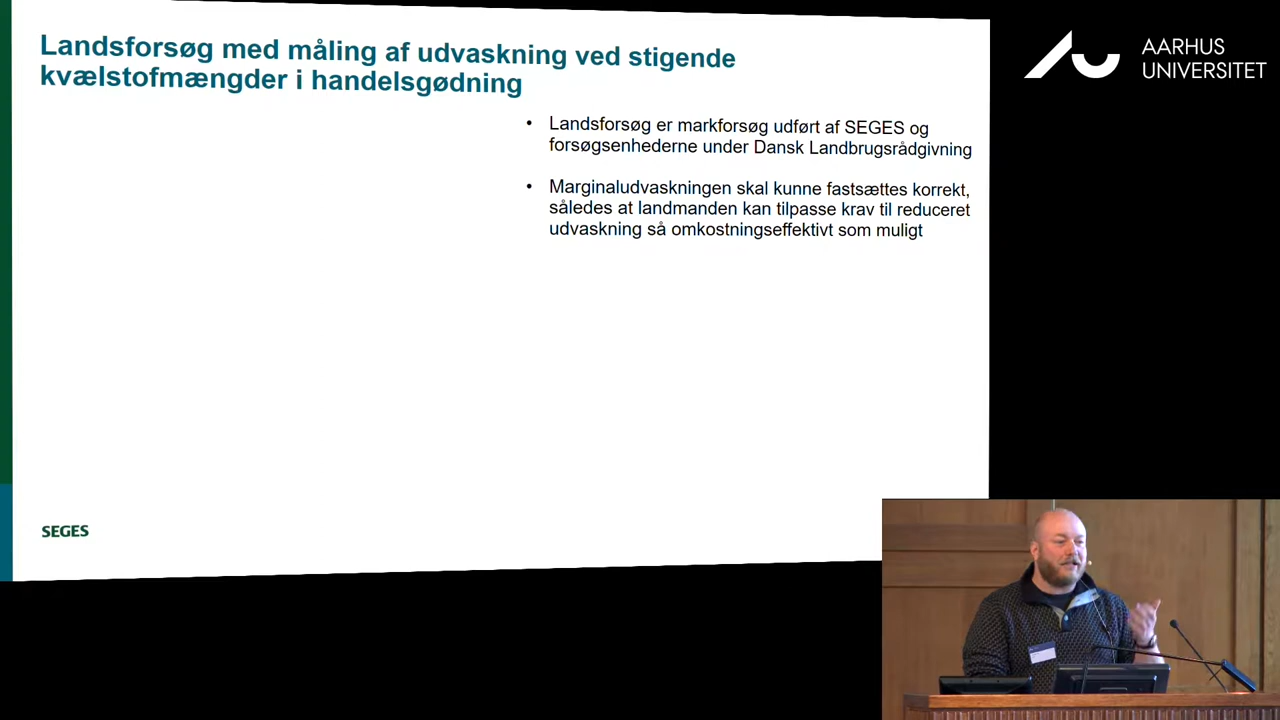 Landsforsøg med måling af udvaskning ved stigende
kvælstofmængder i handelsgødning
• Landsforsøg er markforsøg udført af SEGES og
forsøgsenhederne under Dansk Landbrugsrådgivning
• Marginaludvaskningen skal kunne fastsættes korrekt,
således at landmanden kan tilpasse krav til reduceret
udvaskning så omkostningseffektivt som muligt
SEGES
AARHUS
UNIVERSITET